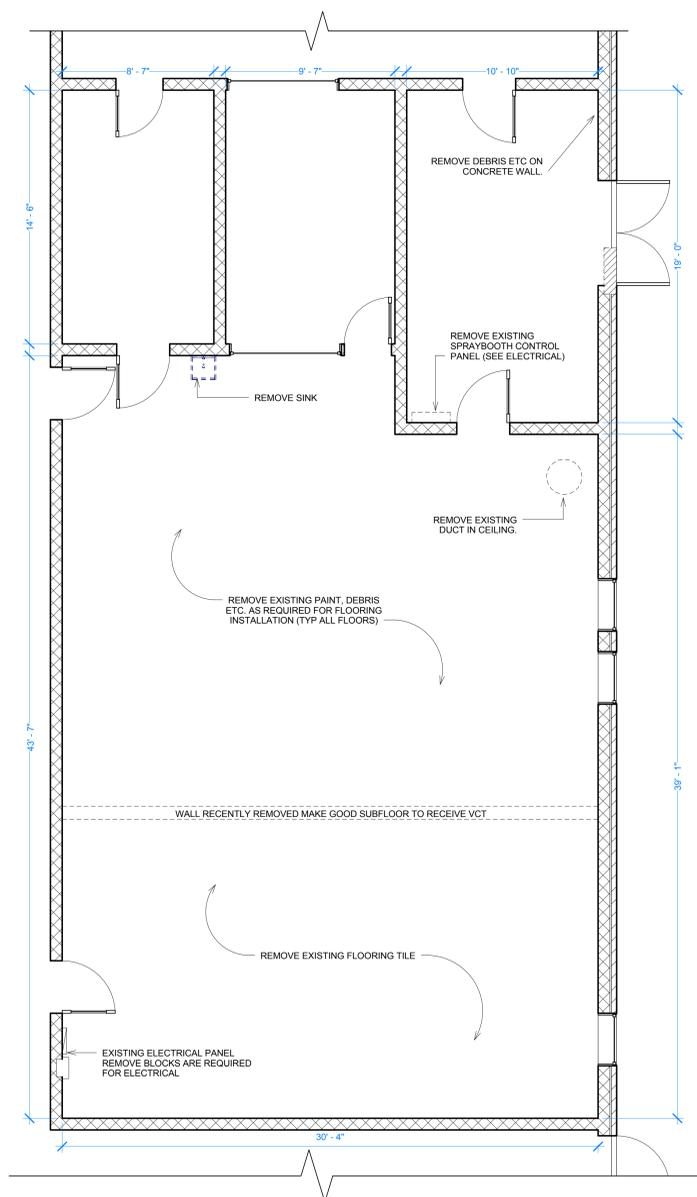 8' - 7"
9' - 7"
10' - 10"
REMOVE DEBRIS ETC ON
CONCRETE WALL.
14' - 6"
19' - 0"
REMOVE EXISTING
SPRAYBOOTH CONTROL
PANEL (SEE ELECTRICAL)
REMOVE SINK
REMOVE EXISTING
DUCT IN CEILING.
REMOVE EXISTING PAINT, DEBRIS
ETC. AS REQUIRED FOR FLOORING
INSTALLATION (TYP ALL FLOORS)
43' - 7"
39' - 1"
WALL RECENTLY REMOVED MAKE GOOD SUBFLOOR TO RECEIVE VCT
REMOVE EXISTING FLOORING TILE
EXISTING ELECTRICAL PANEL
REMOVE BLOCKS ARE REQUIRED
FOR ELECTRICAL
30' - 4"